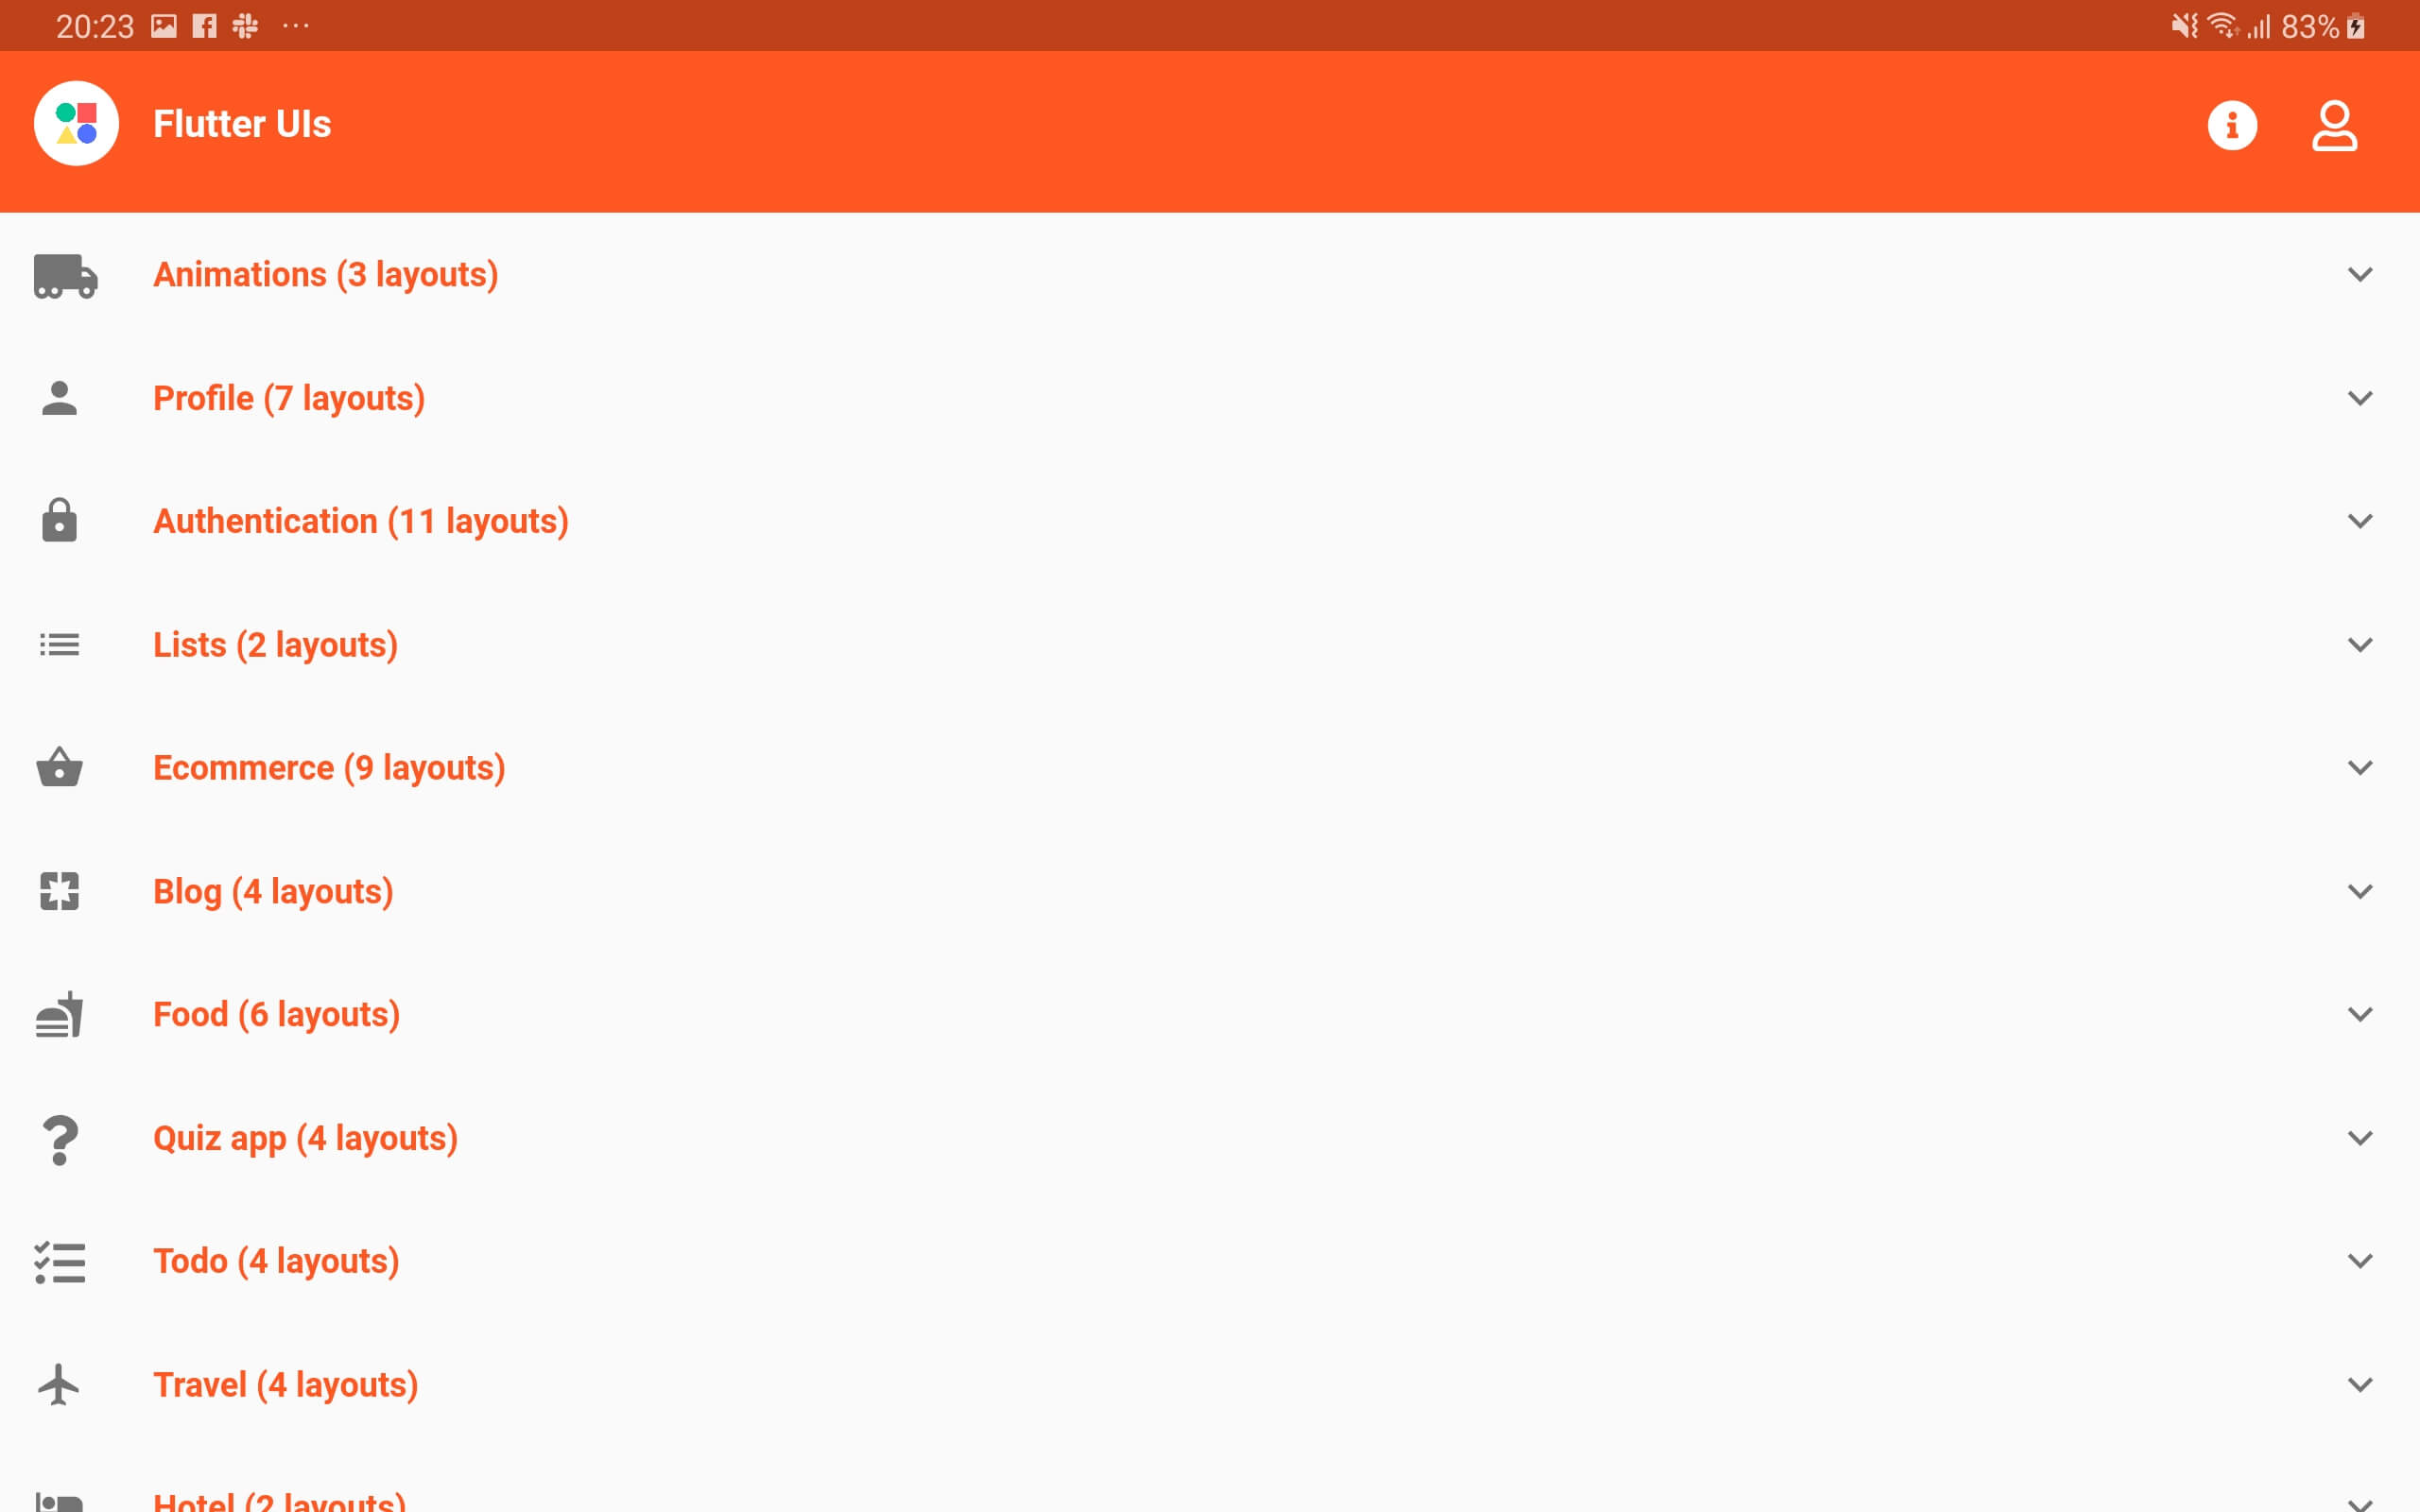 20:23 ... 83%
Flutter UIs
Animations (3 layouts)
Profile (7 layouts)
Authentication (11 layouts)
Lists (2 layouts)
Ecommerce (9 layouts)
Blog (4 layouts)
Food (6 layouts)
Quiz app (4 layouts)
Todo (4 layouts)
Travel (4 layouts)
Hotel (2 layouts)